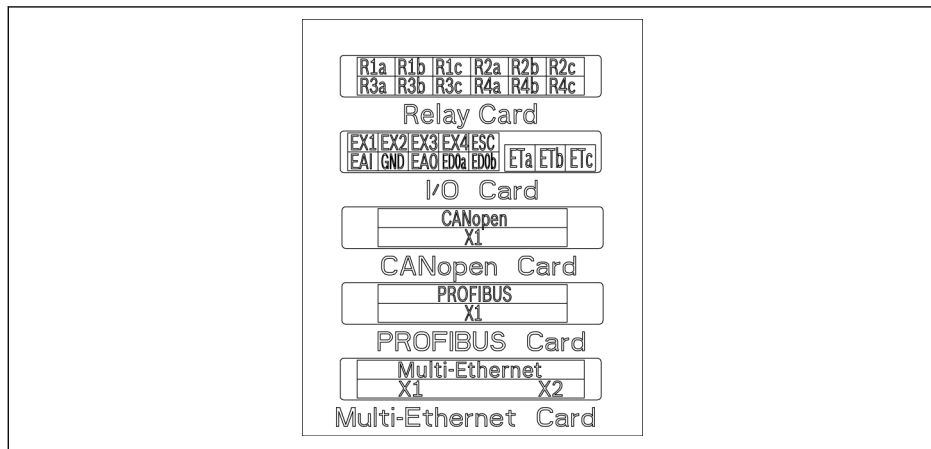 R1a R1b R1c R2a R2b R2c
R3a R3b R3c R4a R4b R4c
Relay Card
EX1 EX2 EX3 EX4 ESC
EAI GND EAO EDOa EDOb ETa ETb ETc
I/O Card
CANopen
X1
CANopen Card
PROFIBUS
X1
PROFIBUS Card
Multi-Ethernet
X1 X2
Multi-Ethernet Card